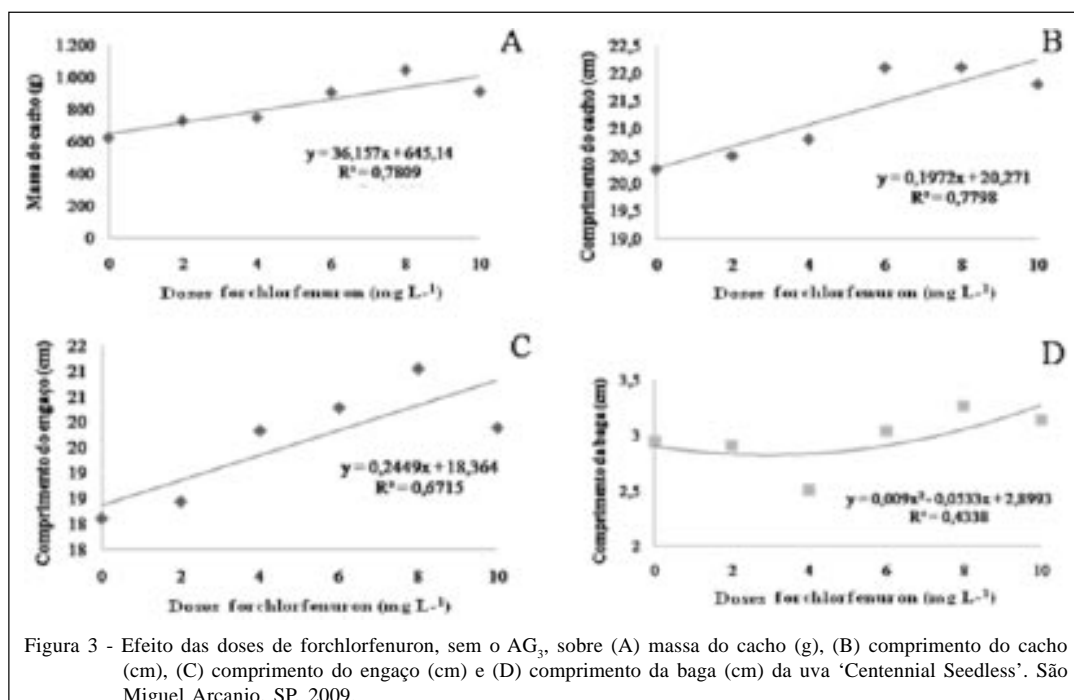 A
1.200
1.000
800
600
400
200
0
Massa do cacho (g)
y = 36,157x + 645,14
R² = 0,7809
0 2 4 6 8 10
Doses forchlorfenuron (mg L⁻¹)
B
22,5
22,0
21,5
21,0
20,5
20,0
19,5
19,0
Comprimento do cacho (cm)
y = 0,1972x + 20,271
R² = 0,7798
0 2 4 6 8 10
Doses forchlorfenuron (mg L⁻¹)
C
22
21
21
20
20
19
19
18
18
Comprimento do engaço (cm)
y = 0,2449x + 18,364
R² = 0,6715
0 2 4 6 8 10
Doses forchlorfenuron (mg L⁻¹)
D
3,5
3
2,5
2
Comprimento da baga (cm)
y = 0,009x² - 0,0533x + 2,8993
R² = 0,4338
0 2 4 6 8 10
Doses forchlorfenuron (mg L⁻¹)
Figura 3 - Efeito das doses de forchlorfenuron, sem o AG₃, sobre (A) massa do cacho (g), (B) comprimento do cacho
(cm), (C) comprimento do engaço (cm) e (D) comprimento da baga (cm) da uva ‘Centennial Seedless’. São
Miguel Arcanjo, SP, 2009